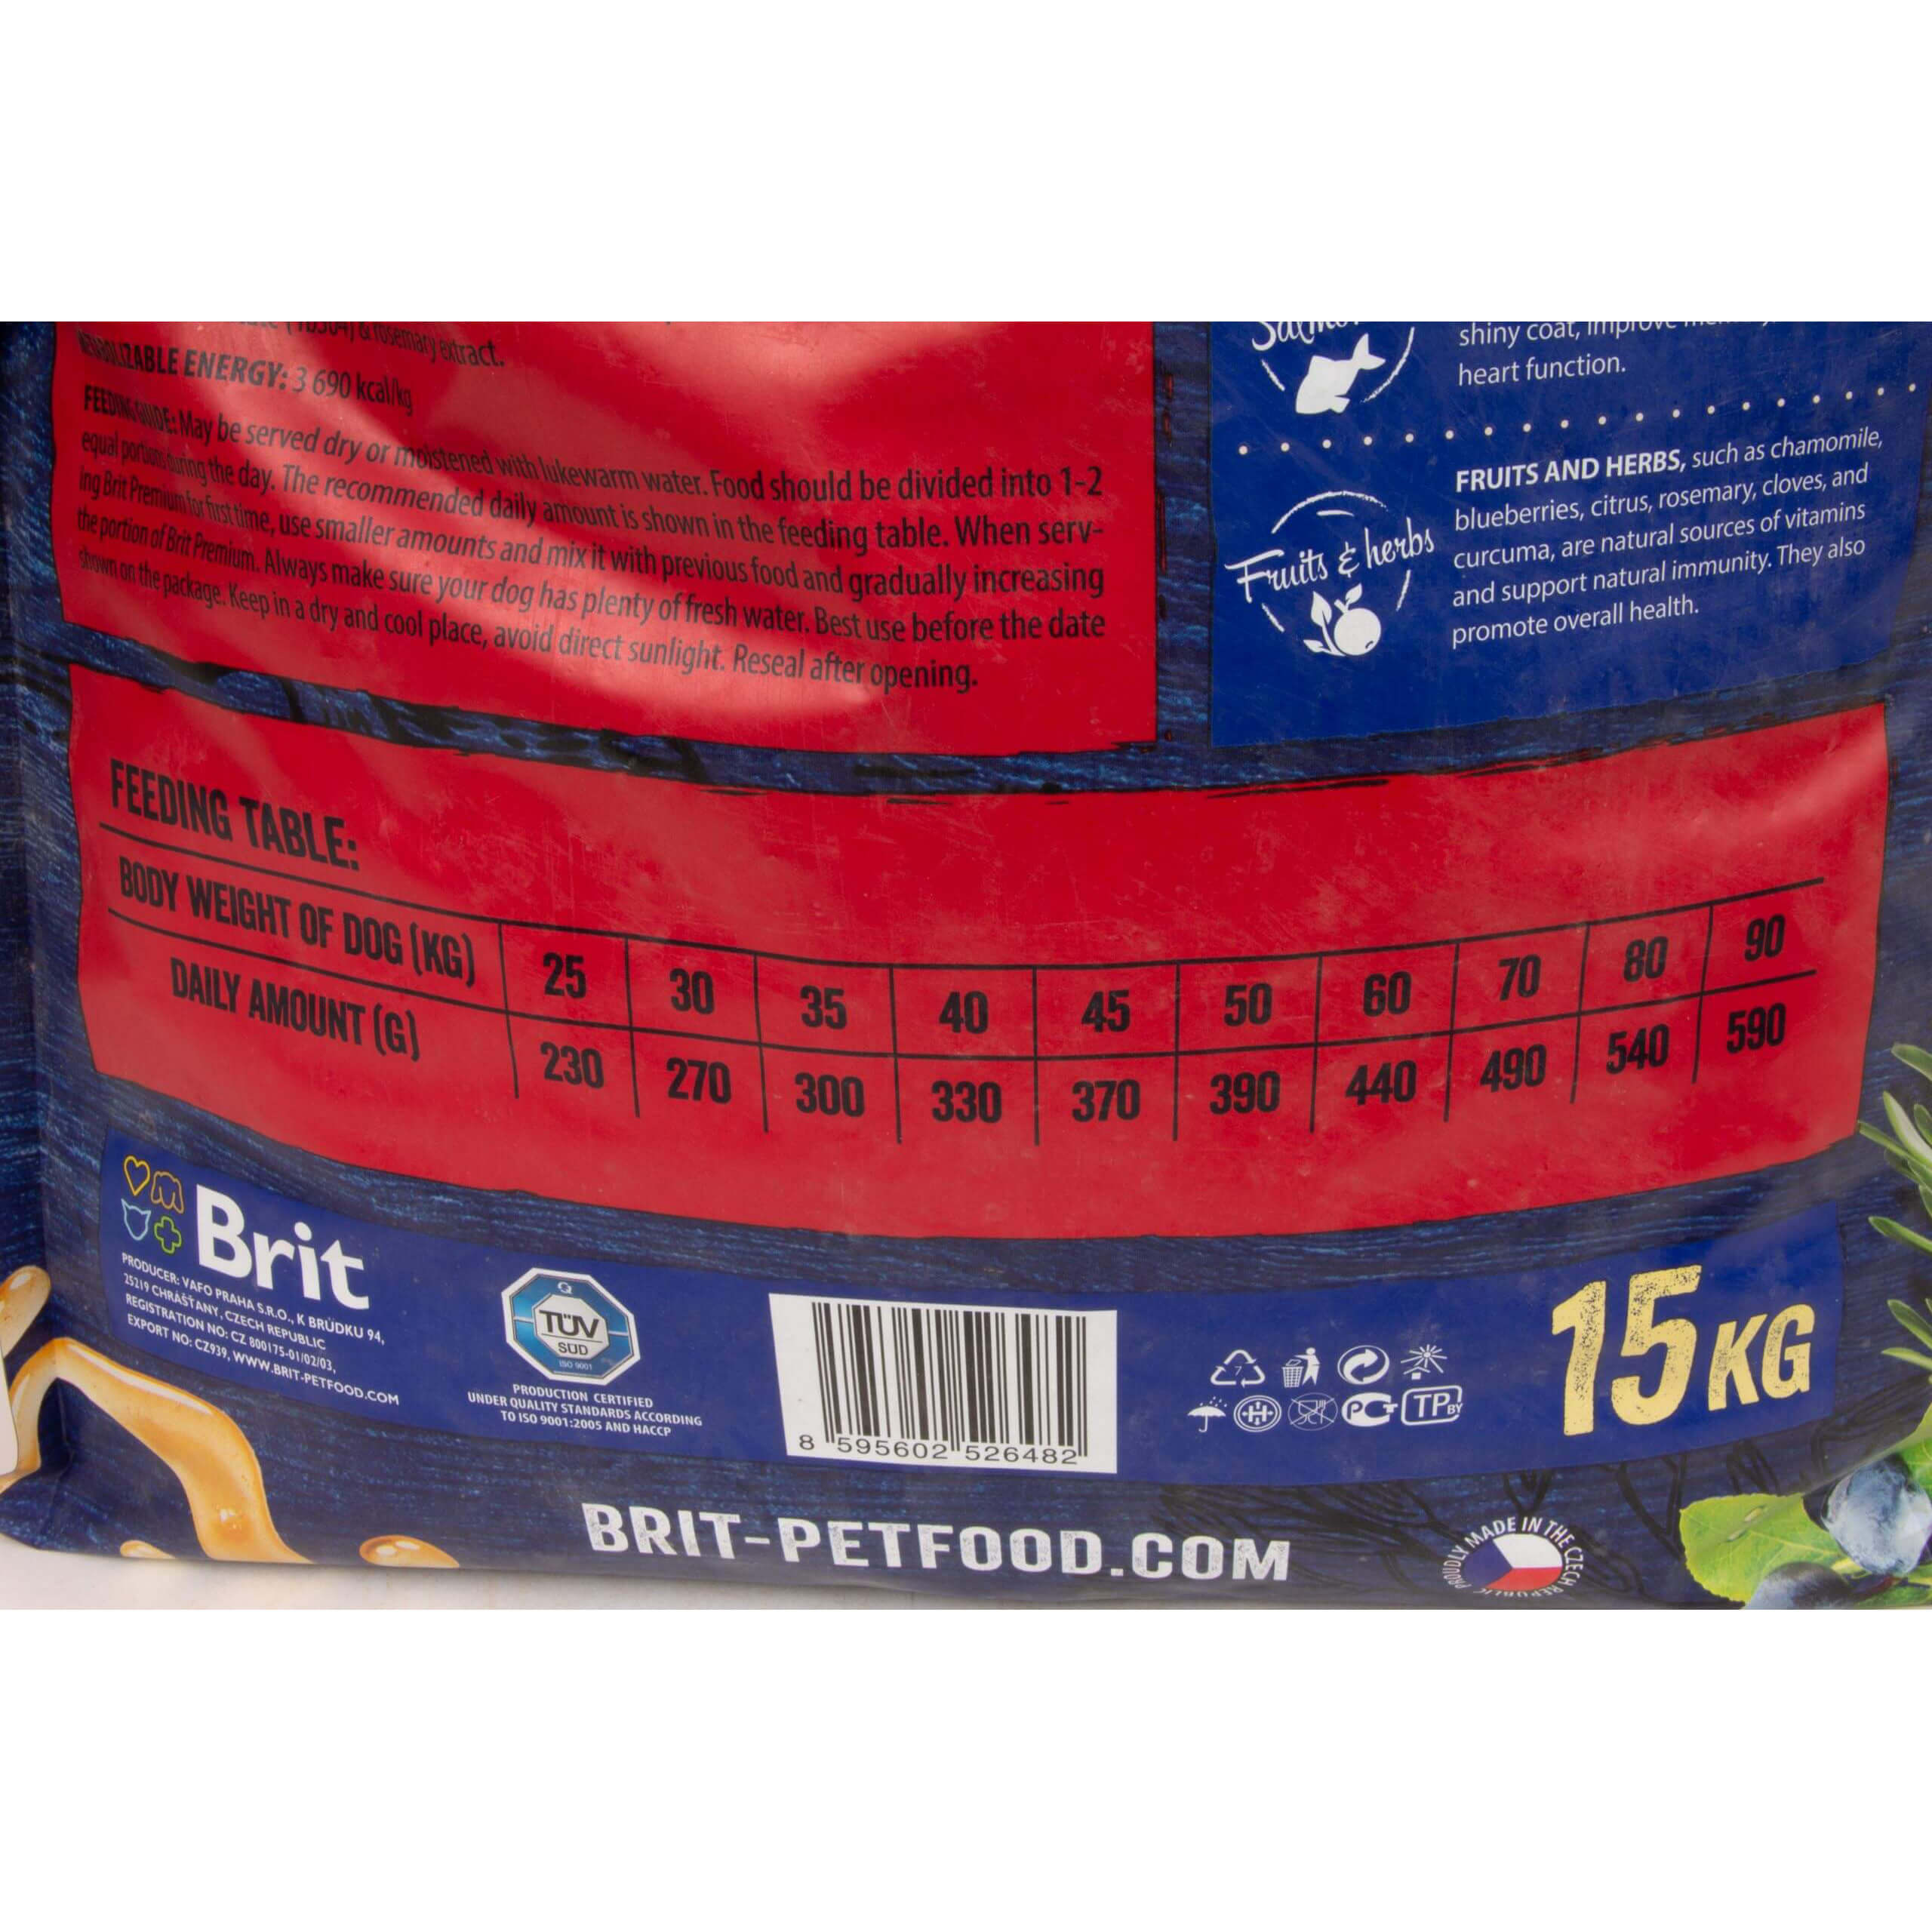 (1b304) & rosemary extract.
METABOLIZABLE ENERGY: 3 690 kcal/kg
FEEDING GUIDE: May be served dry or moistened with lukewarm water. Food should be divided into 1-2
equal portions during the day. The recommended daily amount is shown in the feeding table. When serv-
ing Brit Premium for first time, use smaller amounts and mix it with previous food and gradually increasing
the portion of Brit Premium. Always make sure your dog has plenty of fresh water. Best use before the date
shown on the package. Keep in a dry and cool place, avoid direct sunlight. Reseal after opening.
shiny coat, improve
heart function.
Fruits & herbs
FRUITS AND HERBS, such as chamomile,
blueberries, citrus, rosemary, cloves, and
curcuma, are natural sources of vitamins
and support natural immunity. They also
promote overall health.
FEEDING TABLE:
BODY WEIGHT OF DOG (KG) 25 30 35 40 45 50 60 70 80 90
DAILY AMOUNT (G) 230 270 300 330 370 390 440 490 540 590
Brit
PRODUCER: VAFO PRAHA S.R.O., K BRŮDKU 94,
25219 CHRÁŠŤANY, CZECH REPUBLIC
REGISTRATION NO: CZ 800175-01/02/03,
EXPORT NO: CZ939, WWW.BRIT-PETFOOD.COM
TÜV
SÜD
ISO 9001
PRODUCTION CERTIFIED
UNDER QUALITY STANDARDS ACCORDING
TO ISO 9001:2005 AND HACCP
8 595602 526482
7
PCT
TP BY
15 KG
BRIT-PETFOOD.COM
PROUDLY MADE IN THE CZECH REPUBLIC